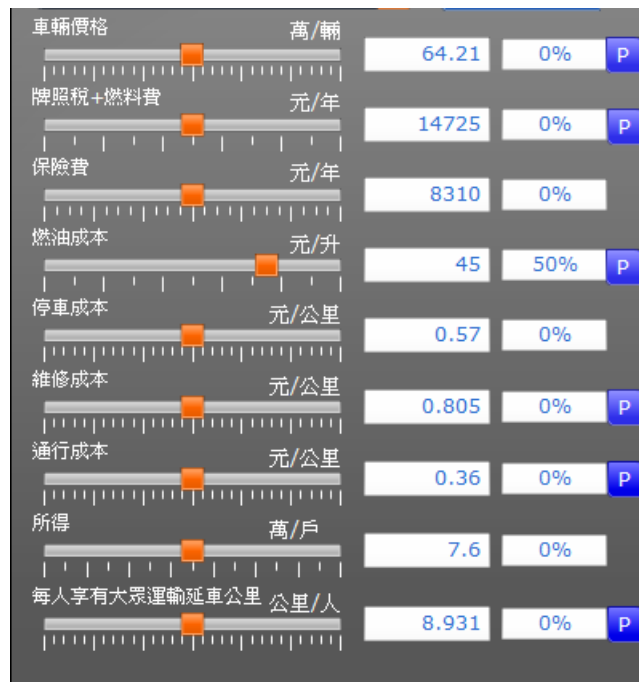 車輛價格 萬/輛
64.21 0% P
牌照稅+燃料費 元/年
14725 0% P
保險費 元/年
8310 0%
燃油成本 元/升
45 50% P
停車成本 元/公里
0.57 0%
維修成本 元/公里
0.805 0% P
通行成本 元/公里
0.36 0% P
所得 萬/戶
7.6 0%
每人享有大眾運輸延車公里 公里/人
8.931 0% P